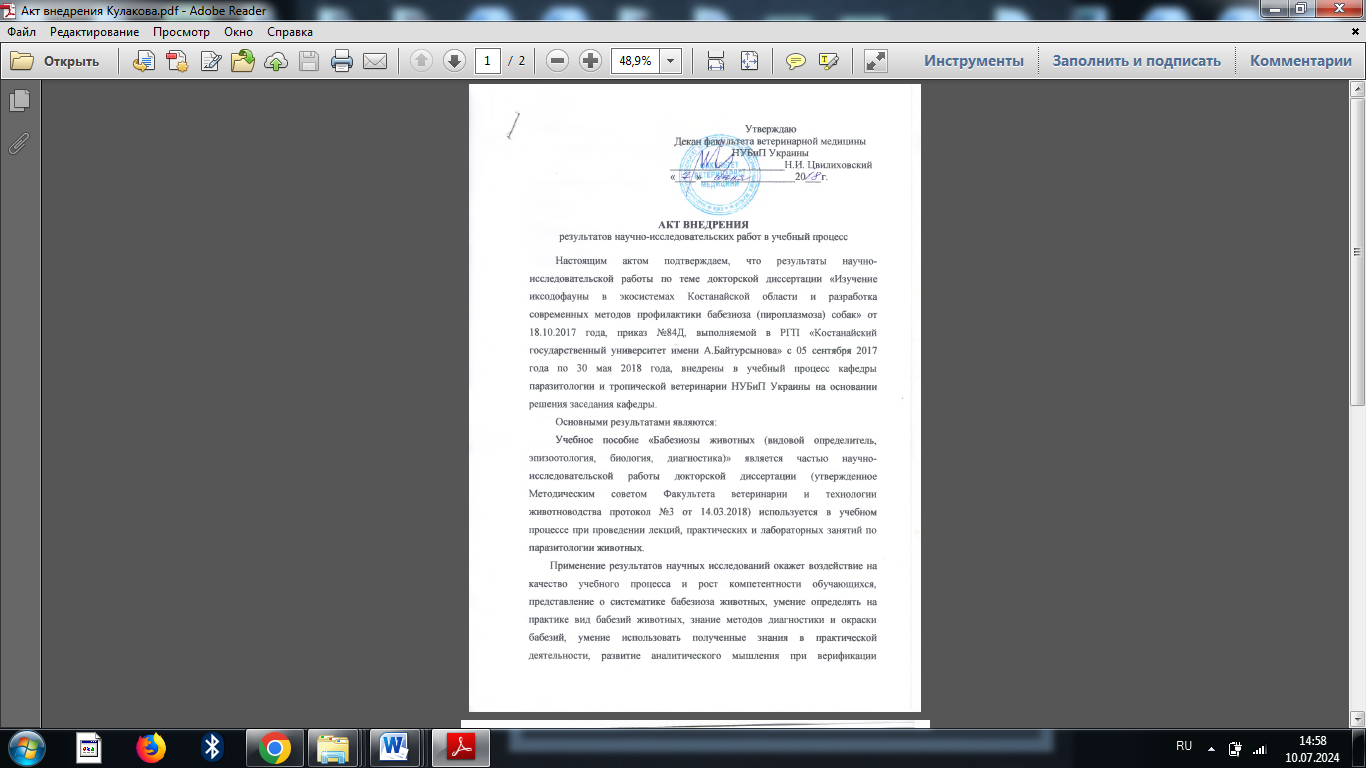 Акт внедрения Кулакова.pdf - Adobe Reader
Файл Редактирование Просмотр Окно Справка
Открыть 1 / 2 48,9% Инструменты Заполнить и подписать Комментарии
Утверждаю
Декан факультета ветеринарной медицины
НУБиП Украины
Н.И. Цвилиховский
« » 2018г.
ФАКУЛЬТЕТ
ВЕТЕРИНАРНОЇ
МЕДИЦИНИ
АКТ ВНЕДРЕНИЯ
результатов научно-исследовательских работ в учебный процесс
Настоящим актом подтверждаем, что результаты научно-
исследовательской работы по теме докторской диссертации «Изучение
иксодофауны в экосистемах Костанайской области и разработка
современных методов профилактики бабезиоза (пироплазмоза) собак» от
18.10.2017 года, приказ №84Д, выполняемой в РГП «Костанайский
государственный университет имени А.Байтурсынова» с 05 сентября 2017
года по 30 мая 2018 года, внедрены в учебный процесс кафедры
паразитологии и тропической ветеринарии НУБиП Украины на основании
решения заседания кафедры.
Основными результатами являются:
Учебное пособие «Бабезиозы животных (видовой определитель,
эпизоотология, биология, диагностика)» является частью научно-
исследовательской работы докторской диссертации (утвержденное
Методическим советом Факультета ветеринарии и технологии
животноводства протокол №3 от 14.03.2018) используется в учебном
процессе при проведении лекций, практических и лабораторных занятий по
паразитологии животных.
Применение результатов научных исследований окажет воздействие на
качество учебного процесса и рост компетентности обучающихся,
представление о систематике бабезиоза животных, умение определять на
практике вид бабезий животных, знание методов диагностики и окраски
бабезий, умение использовать полученные знания в практической
деятельности, развитие аналитического мышления при верификации
RU
14:58
10.07.2024